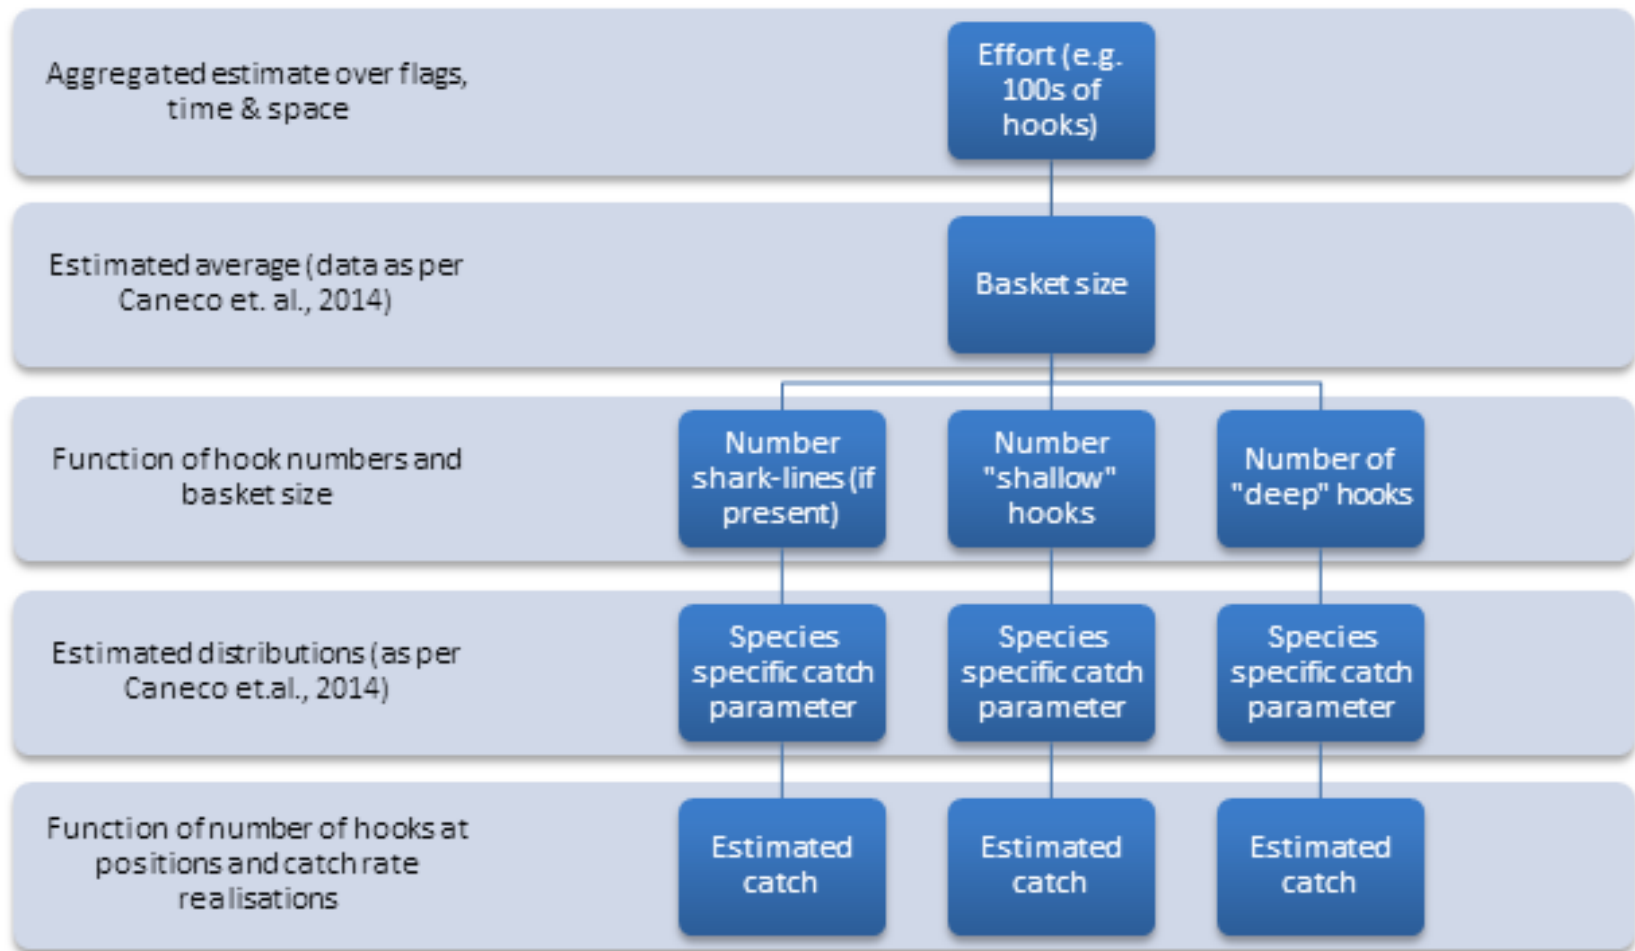 Aggregated estimate over flags,
time & space
Effort (e.g.
100s of
hooks)
Estimated average (data as per
Caneco et. al., 2014)
Basket size
Function of hook numbers and
basket size
Number
shark-lines (if
present)
Number
"shallow"
hooks
Number of
"deep" hooks
Estimated distributions (as per
Caneco et.al., 2014)
Species
specific catch
parameter
Species
specific catch
parameter
Species
specific catch
parameter
Function of number of hooks at
positions and catch rate
realisations
Estimated
catch
Estimated
catch
Estimated
catch